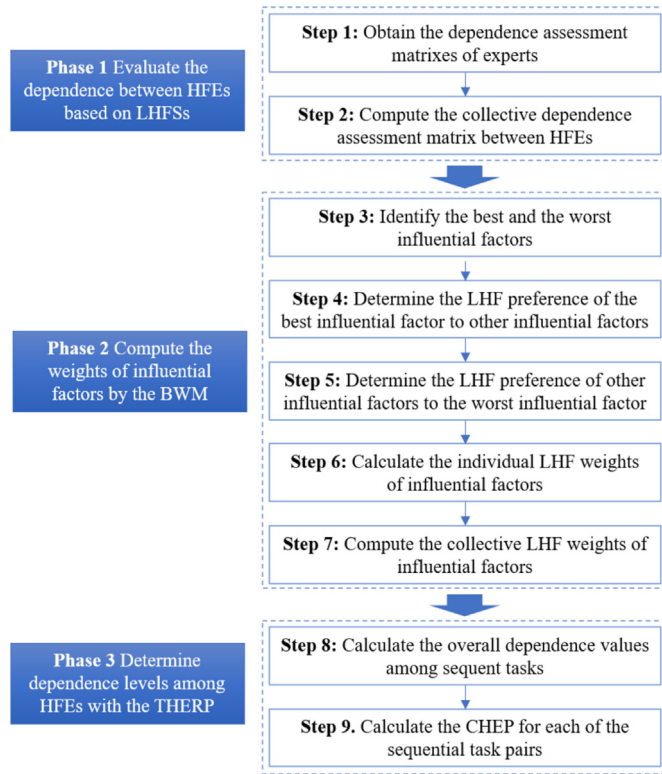 Phase 1 Evaluate the
dependence between HFEs
based on LHFSs
Step 1: Obtain the dependence assessment
matrixes of experts
Step 2: Compute the collective dependence
assessment matrix between HFEs
Phase 2 Compute the
weights of influential
factors by the BWM
Step 3: Identify the best and the worst
influential factors
Step 4: Determine the LHF preference of the
best influential factor to other influential factors
Step 5: Determine the LHF preference of other
influential factors to the worst influential factor
Step 6: Calculate the individual LHF weights
of influential factors
Step 7: Compute the collective LHF weights of
influential factors
Phase 3 Determine
dependence levels among
HFEs with the THERP
Step 8: Calculate the overall dependence values
among sequent tasks
Step 9. Calculate the CHEP for each of the
sequential task pairs